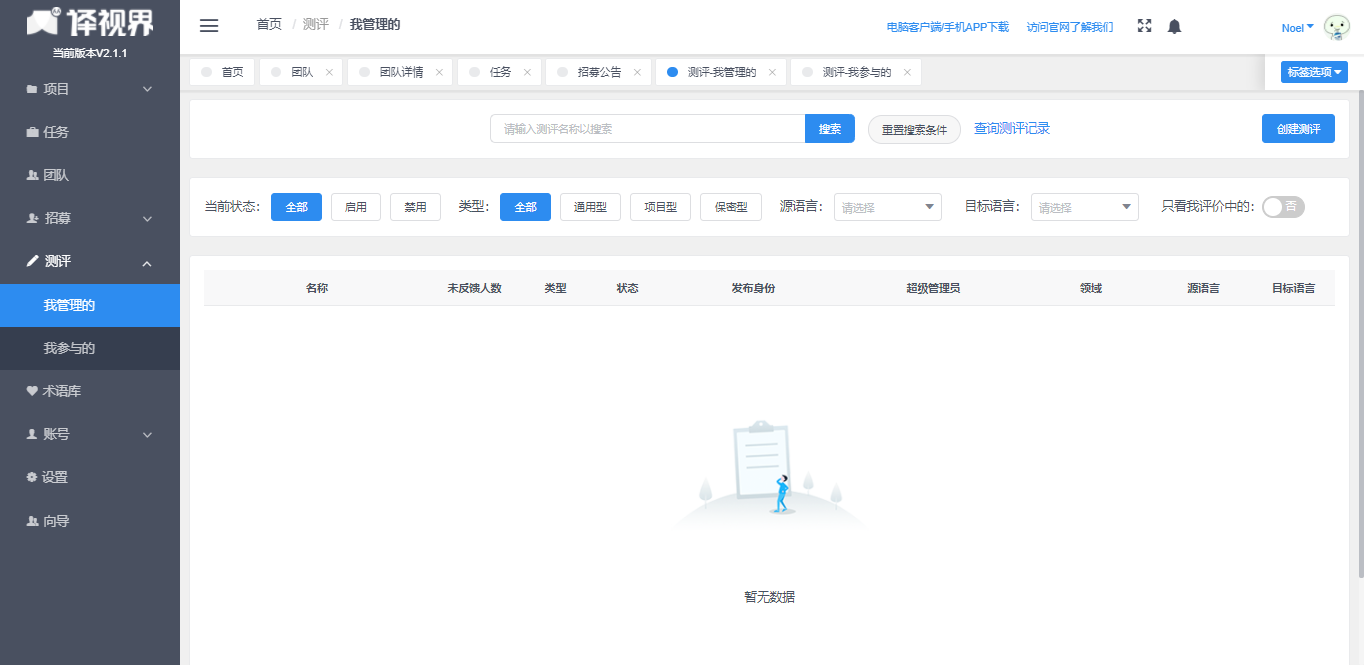 译视界
当前版本V2.1.1
项目
任务
团队
招募
测评
我管理的
我参与的
术语库
账号
设置
向导
首页 / 测评 / 我管理的
电脑客户端/手机APP下载 访问官网了解我们 Noel
首页 团队 团队详情 任务 招募公告 测评-我管理的 测评-我参与的 标签选项
请输入测评名称以搜索 搜索 重置搜索条件 查询测评记录 创建测评
当前状态： 全部 启用 禁用 类型： 全部 通用型 项目型 保密型 源语言： 请选择 目标语言： 请选择 只看我评价中的： 否
名称 未反馈人数 类型 状态 发布身份 超级管理员 领域 源语言 目标语言
暂无数据